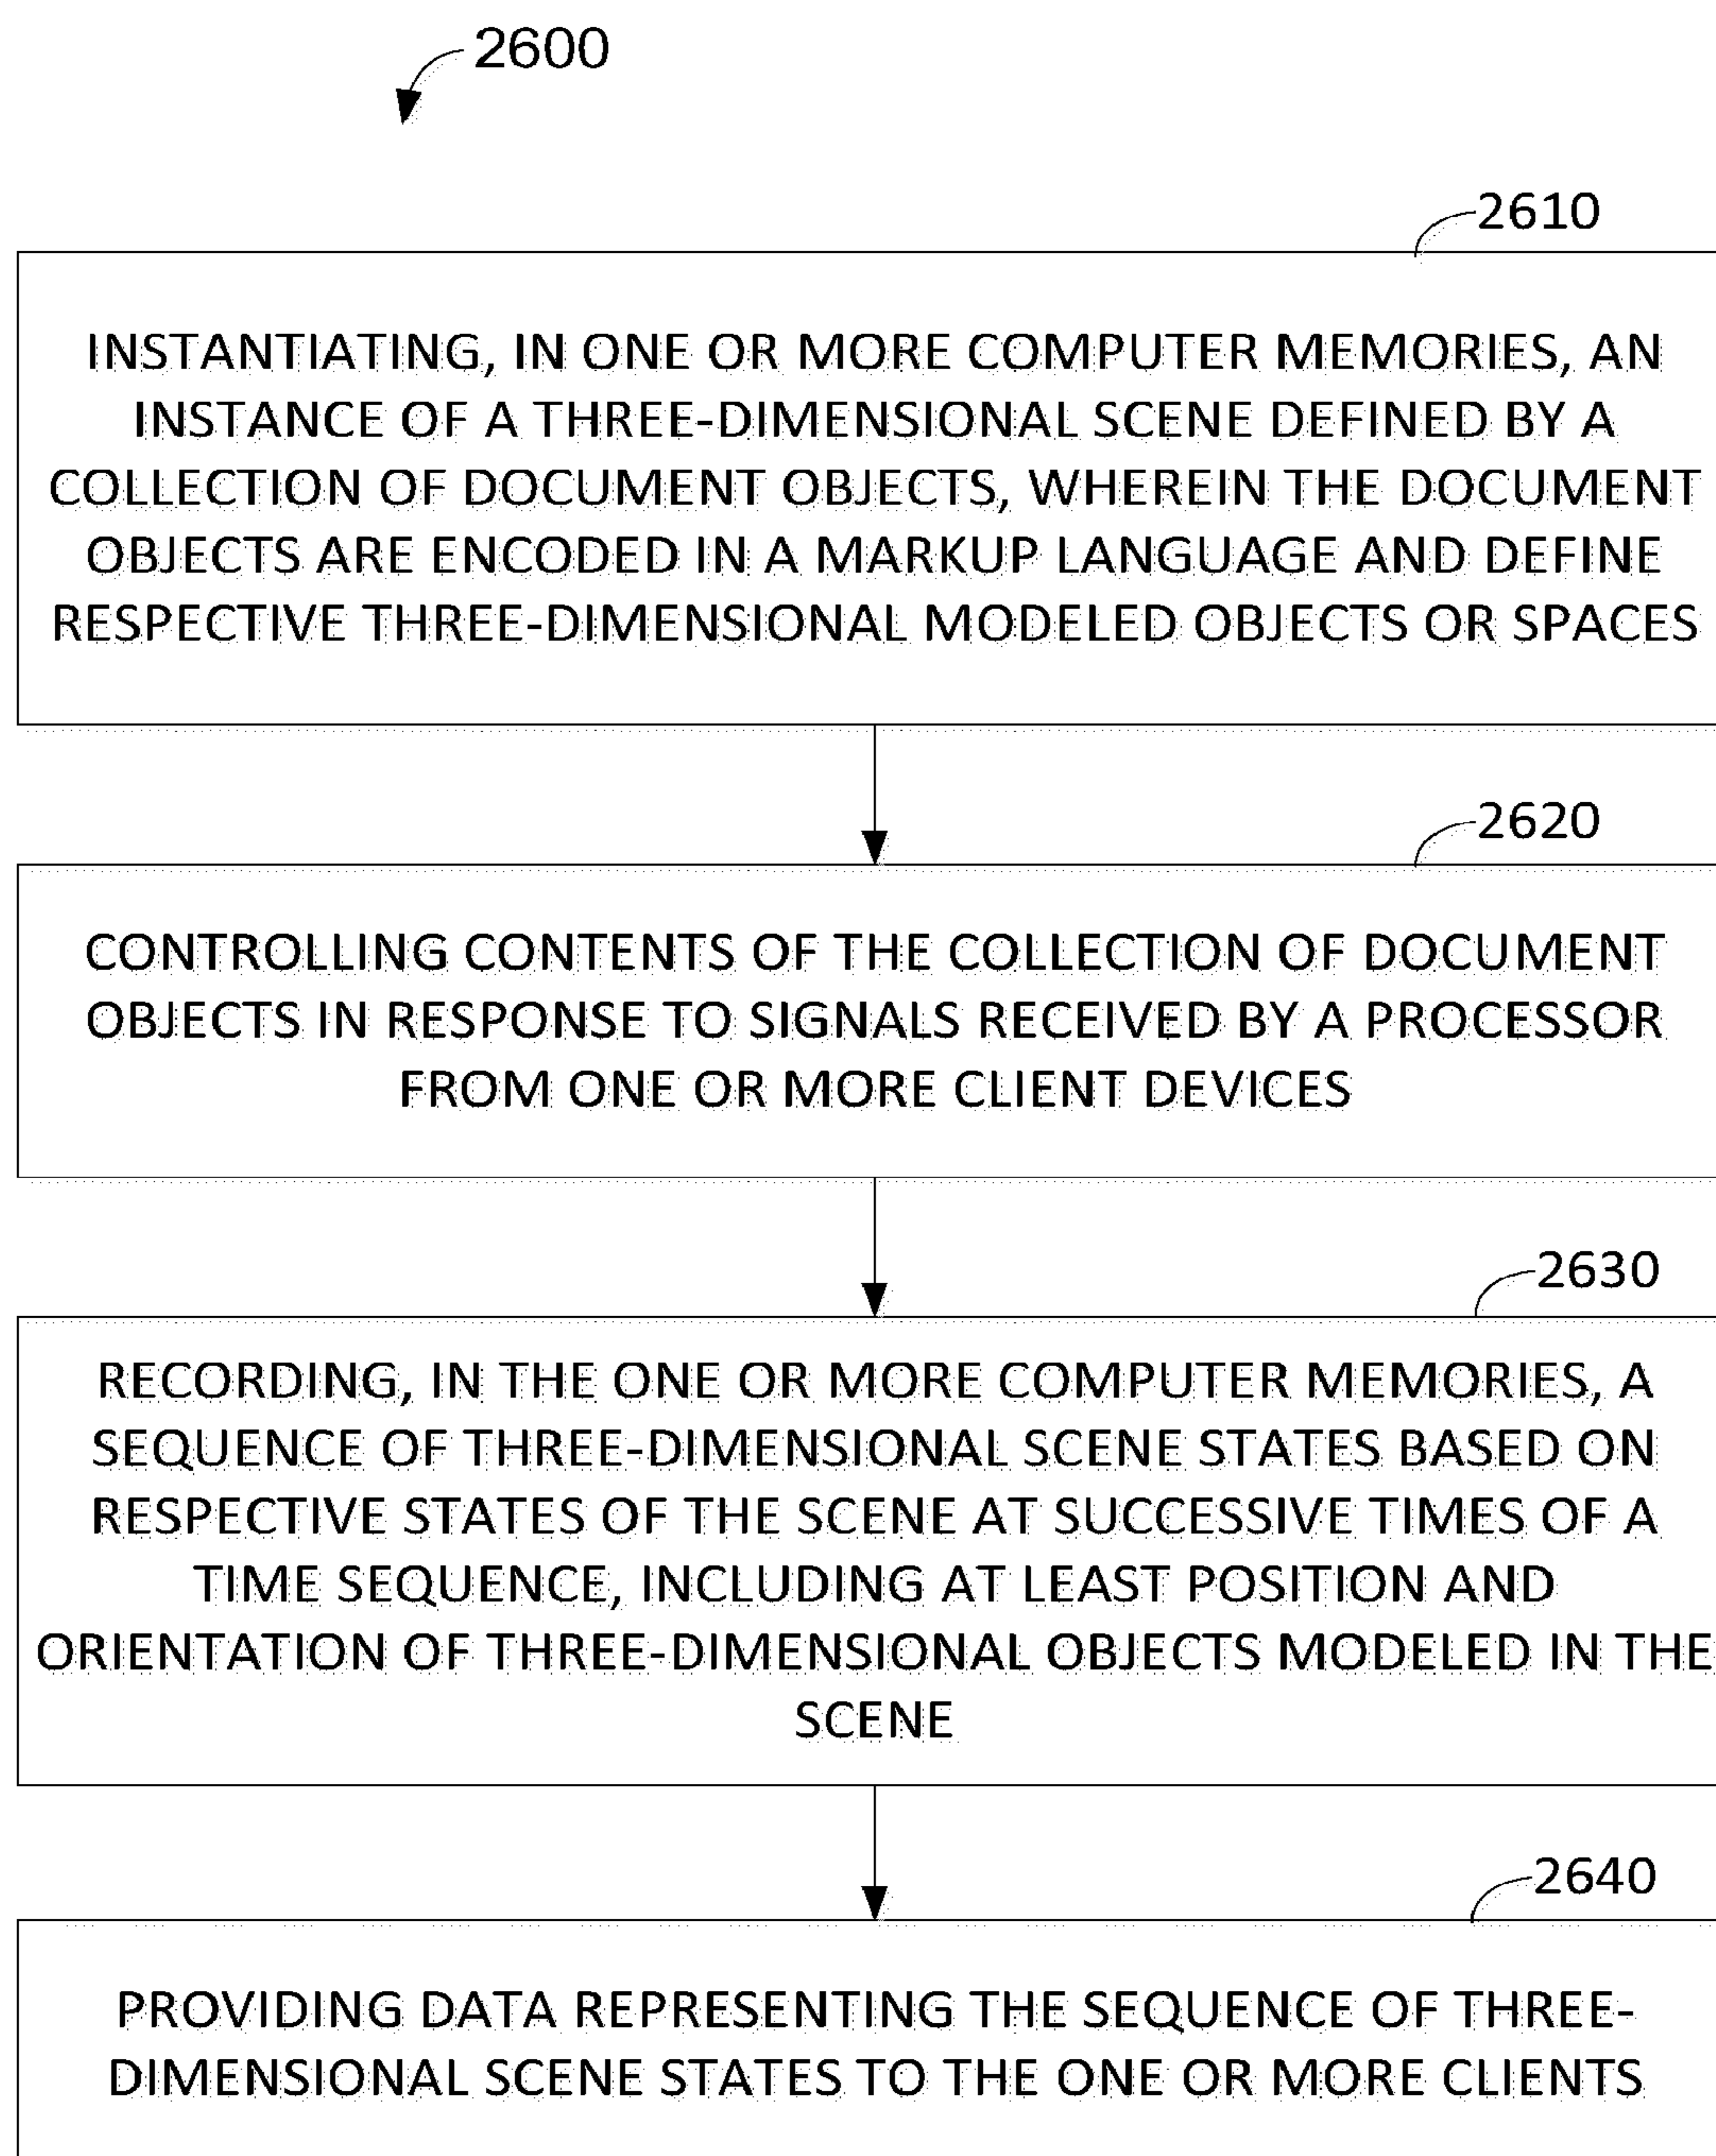 2600
2610
INSTANTIATING, IN ONE OR MORE COMPUTER MEMORIES, AN
INSTANCE OF A THREE-DIMENSIONAL SCENE DEFINED BY A
COLLECTION OF DOCUMENT OBJECTS, WHEREIN THE DOCUMENT
OBJECTS ARE ENCODED IN A MARKUP LANGUAGE AND DEFINE
RESPECTIVE THREE-DIMENSIONAL MODELED OBJECTS OR SPACES
2620
CONTROLLING CONTENTS OF THE COLLECTION OF DOCUMENT
OBJECTS IN RESPONSE TO SIGNALS RECEIVED BY A PROCESSOR
FROM ONE OR MORE CLIENT DEVICES
2630
RECORDING, IN THE ONE OR MORE COMPUTER MEMORIES, A
SEQUENCE OF THREE-DIMENSIONAL SCENE STATES BASED ON
RESPECTIVE STATES OF THE SCENE AT SUCCESSIVE TIMES OF A
TIME SEQUENCE, INCLUDING AT LEAST POSITION AND
ORIENTATION OF THREE-DIMENSIONAL OBJECTS MODELED IN THE
SCENE
2640
PROVIDING DATA REPRESENTING THE SEQUENCE OF THREE-
DIMENSIONAL SCENE STATES TO THE ONE OR MORE CLIENTS